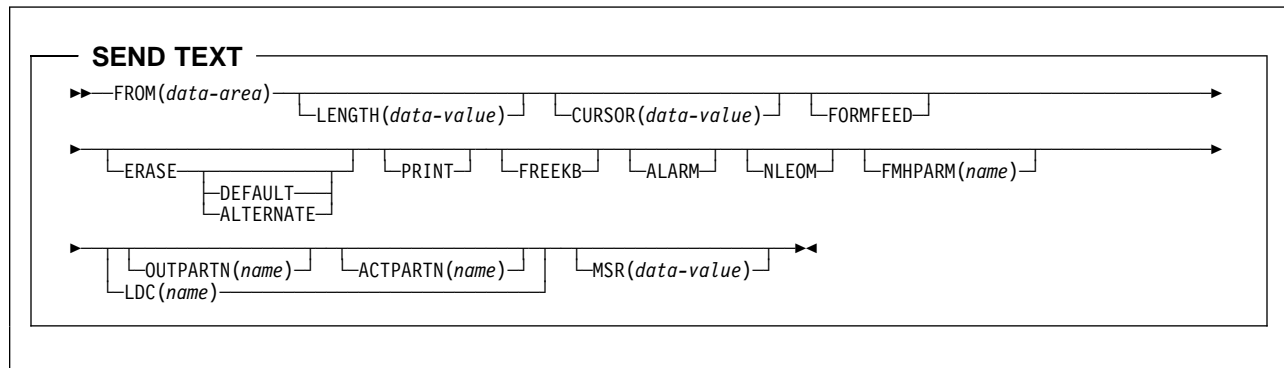 SEND TEXT
FROM(data-area) LENGTH(data-value) CURSOR(data-value) FORMFEED
ERASE DEFAULT ALTERNATE PRINT FREEKB ALARM NLEOM FMHPARM(name)
OUTPARTN(name) ACTPARTN(name) MSR(data-value)
LDC(name)